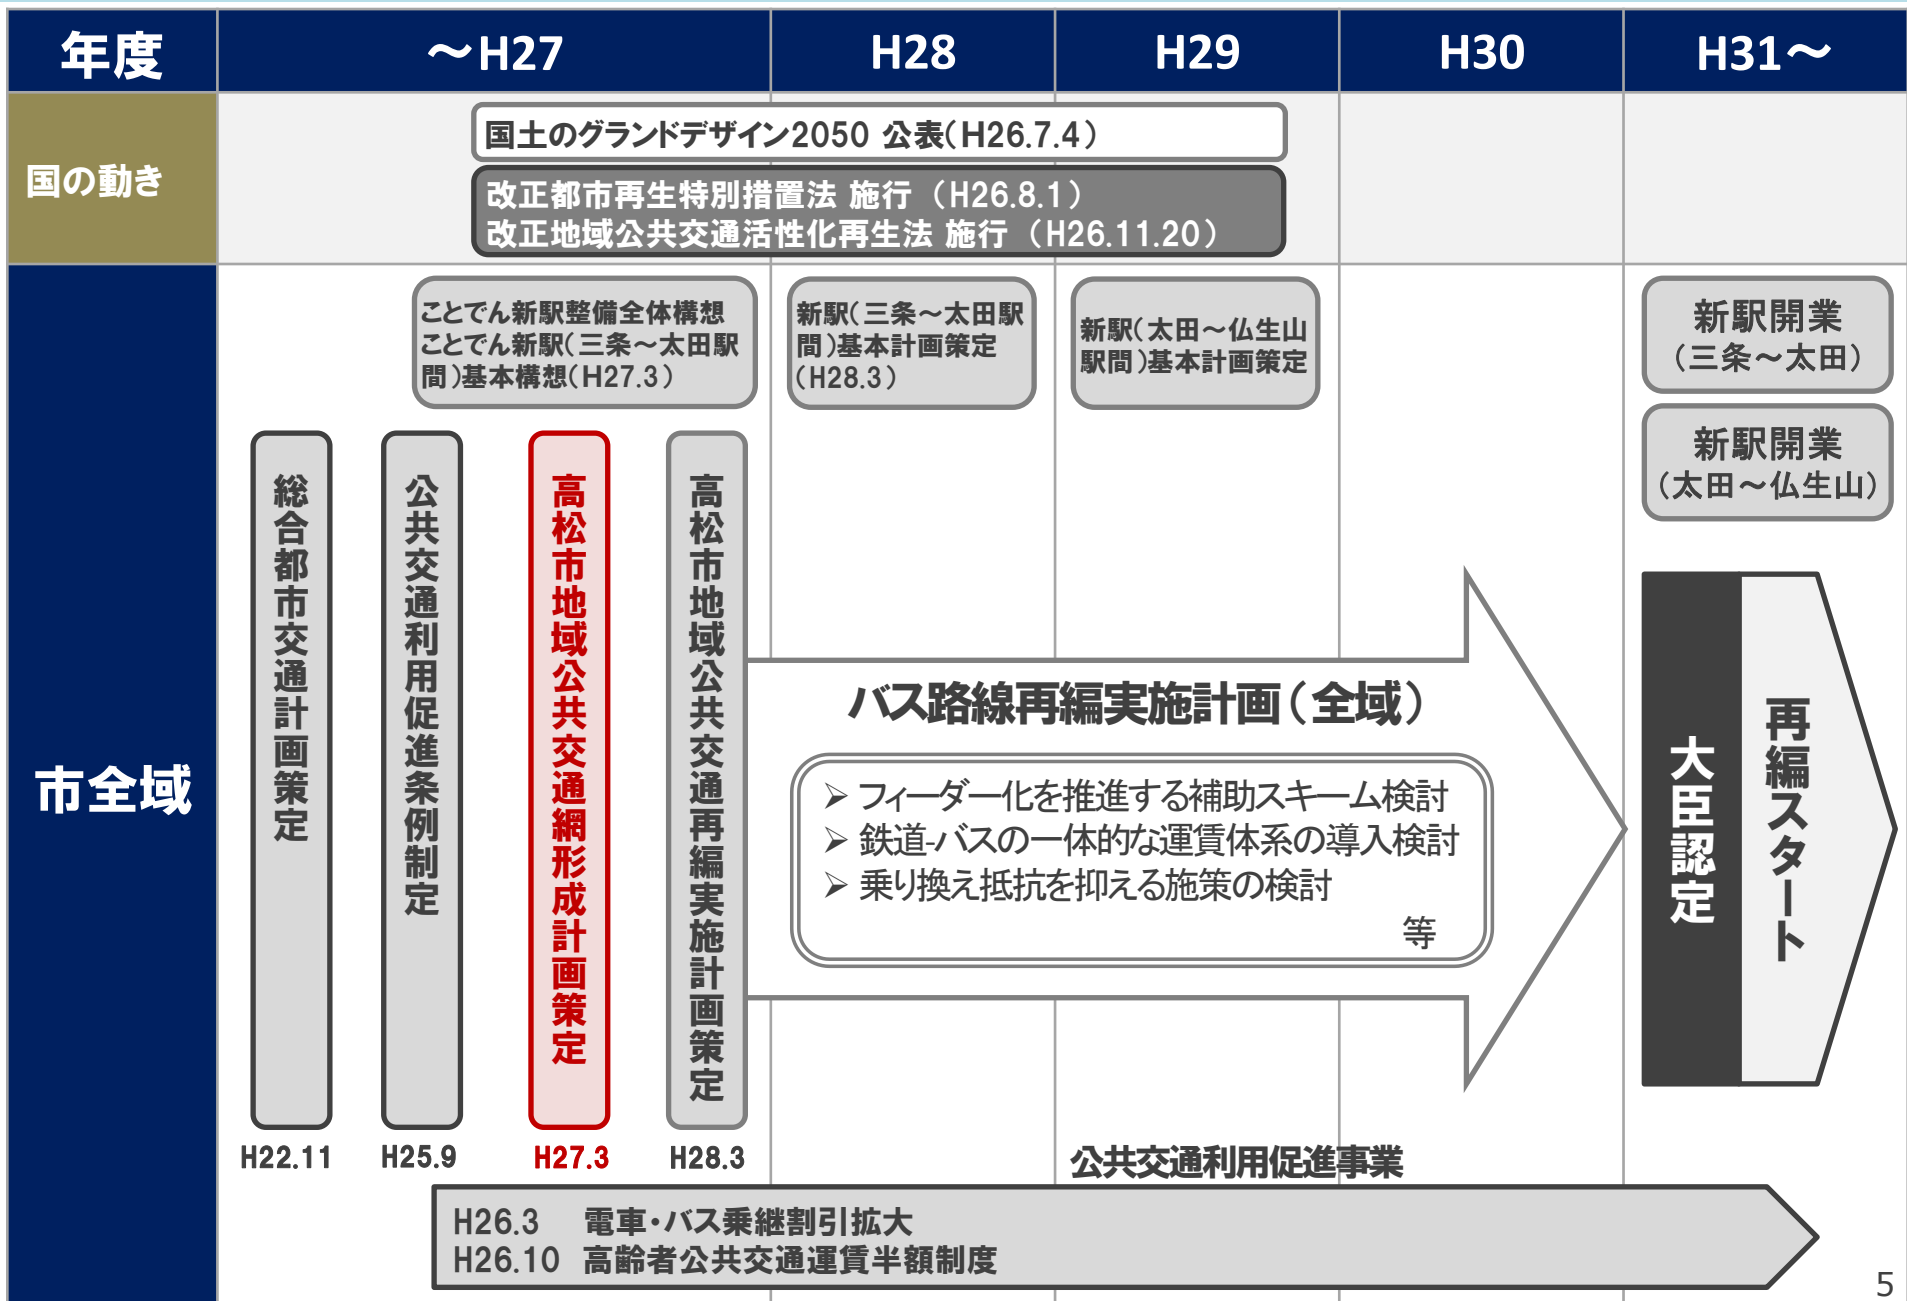 年度
～H27
H28
H29
H30
H31～
国の動き
国土のグランドデザイン2050 公表(H26.7.4)
改正都市再生特別措置法 施行 (H26.8.1)
改正地域公共交通活性化再生法 施行 (H26.11.20)
市全域
ことでん新駅整備全体構想
ことでん新駅(三条～太田駅
間)基本構想(H27.3)
新駅(三条～太田駅
間)基本計画策定
(H28.3)
新駅(太田～仏生山
駅間)基本計画策定
新駅開業
(三条～太田)
新駅開業
(太田～仏生山)
総合都市交通計画策定
H22.11
公共交通利用促進条例制定
H25.9
高松市地域公共交通網形成計画策定
H27.3
高松市地域公共交通再編実施計画策定
H28.3
バス路線再編実施計画(全域)
➢ フィーダー化を推進する補助スキーム検討
➢ 鉄道-バスの一体的な運賃体系の導入検討
➢ 乗り換え抵抗を抑える施策の検討
等
大臣認定
再編スタート
公共交通利用促進事業
H26.3 電車・バス乗継割引拡大
H26.10 高齢者公共交通運賃半額制度
5